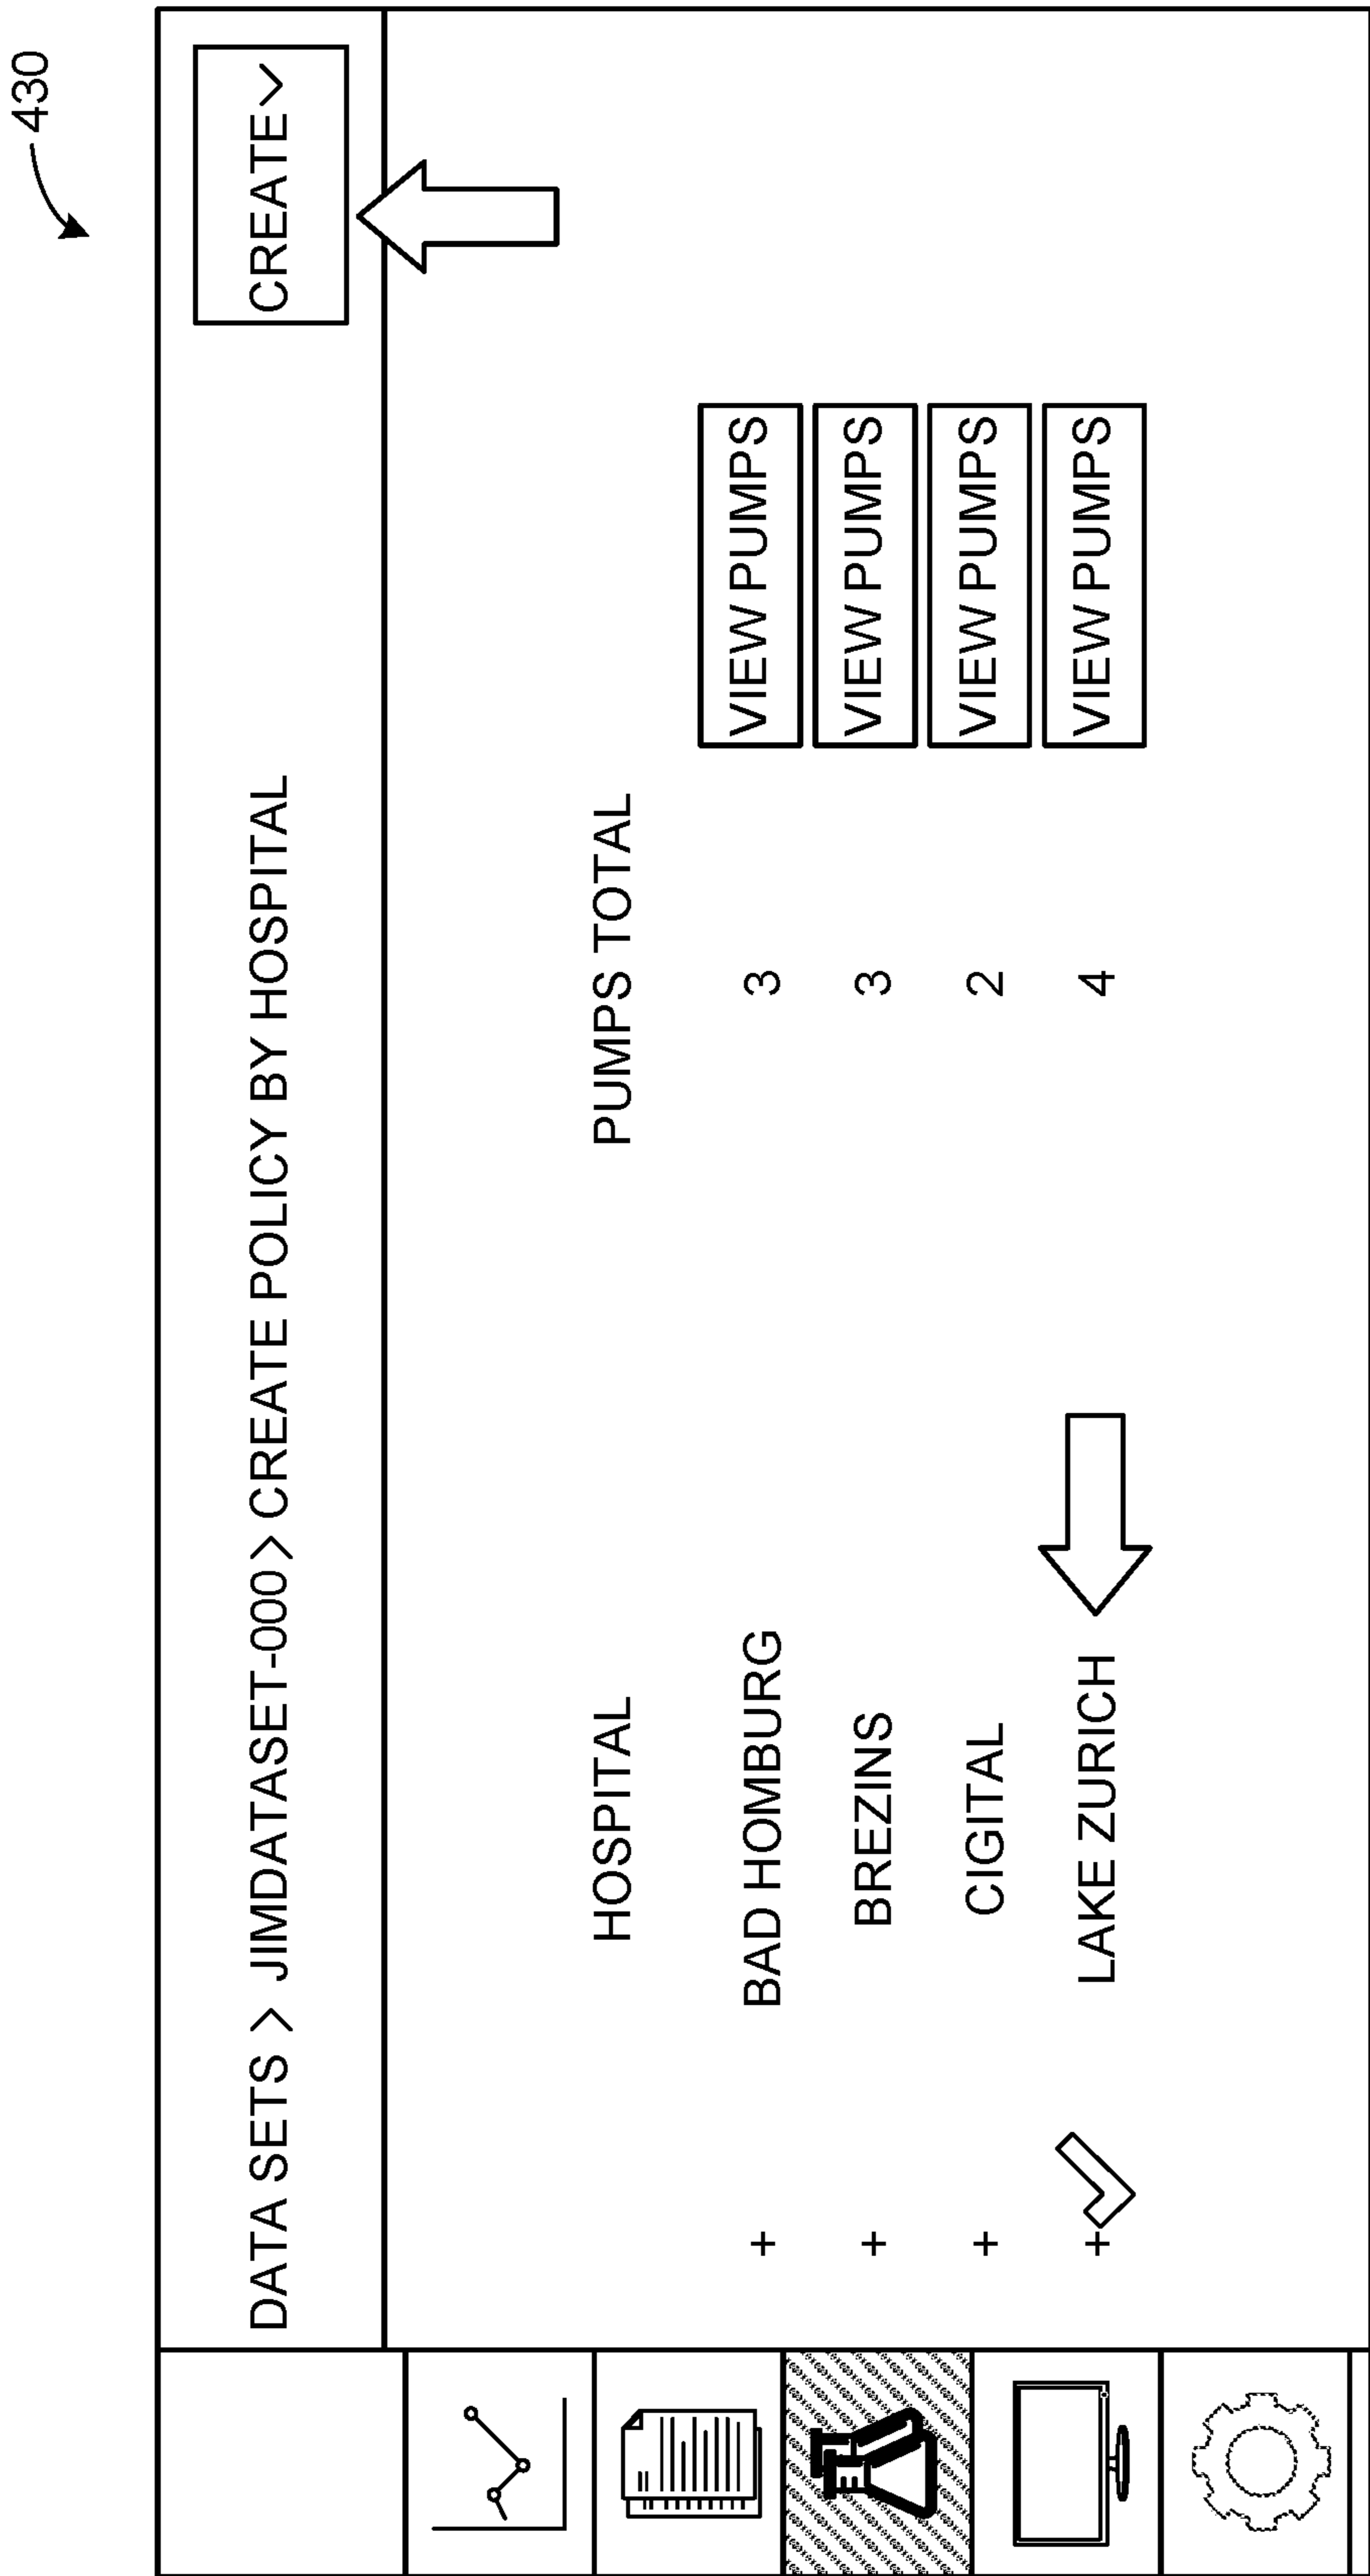 430
DATA SETS > JIMDATASET-000 > CREATE POLICY BY HOSPITAL
CREATE
HOSPITAL PUMPS TOTAL
+ BAD HOMBURG 3 VIEW PUMPS
+ BREZINS 3 VIEW PUMPS
+ CIGITAL 2 VIEW PUMPS
+ LAKE ZURICH 4 VIEW PUMPS